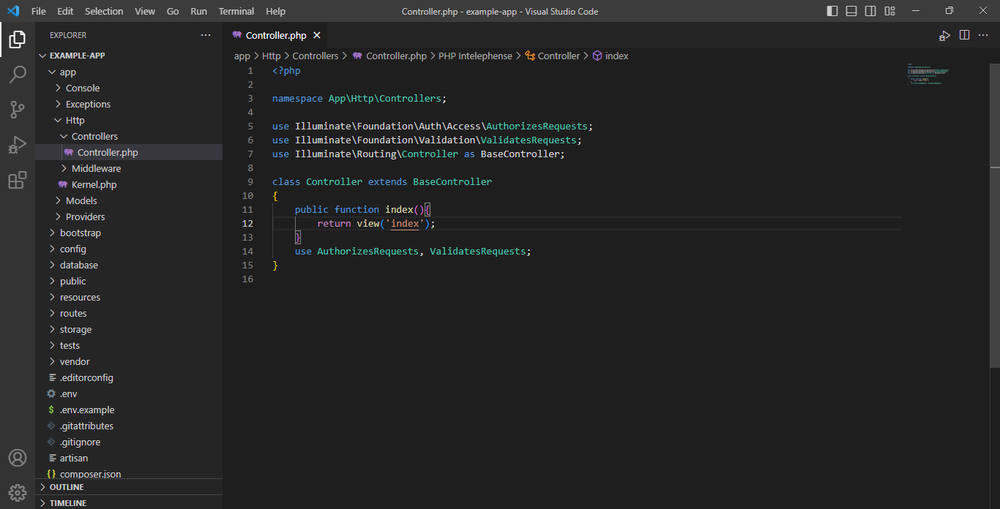 File Edit Selection View Go Run Terminal Help
Controller.php - example-app - Visual Studio Code
EXPLORER
EXAMPLE-APP
app
Console
Exceptions
Http
Controllers
Controller.php
Middleware
Kernel.php
Models
Providers
bootstrap
config
database
public
resources
routes
storage
tests
vendor
.editorconfig
.env
$ .env.example
.gitattributes
.gitignore
artisan
{} composer.json
OUTLINE
TIMELINE
Controller.php
app > Http > Controllers > Controller.php > PHP Intelephense > Controller > index
1 <?php
2
3 namespace App\Http\Controllers;
4
5 use Illuminate\Foundation\Auth\Access\AuthorizesRequests;
6 use Illuminate\Foundation\Validation\ValidatesRequests;
7 use Illuminate\Routing\Controller as BaseController;
8
9 class Controller extends BaseController
10 {
11     public function index(){
12         return view('index');
13     }
14     use AuthorizesRequests, ValidatesRequests;
15 }
16